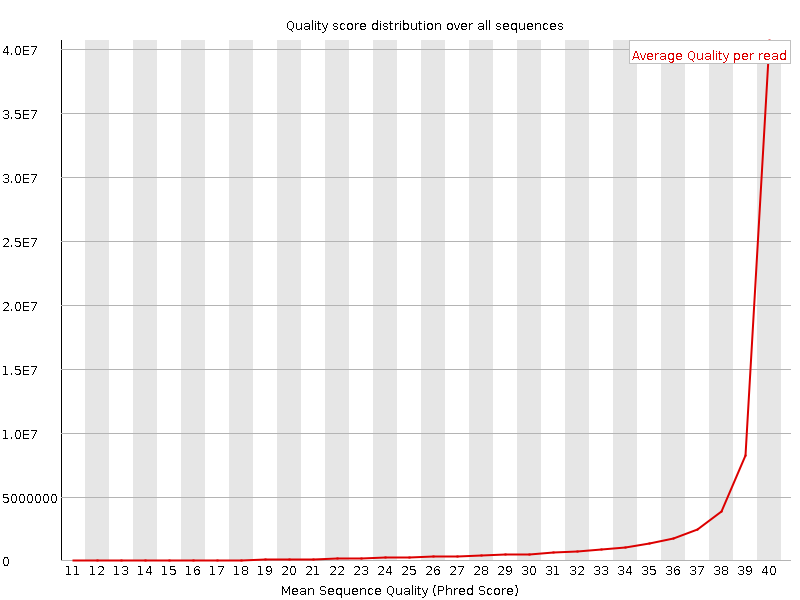 Quality score distribution over all sequences
Average Quality per read
4.0E7
3.5E7
3.0E7
2.5E7
2.0E7
1.5E7
1.0E7
5000000
0
11 12 13 14 15 16 17 18 19 20 21 22 23 24 25 26 27 28 29 30 31 32 33 34 35 36 37 38 39 40
Mean Sequence Quality (Phred Score)